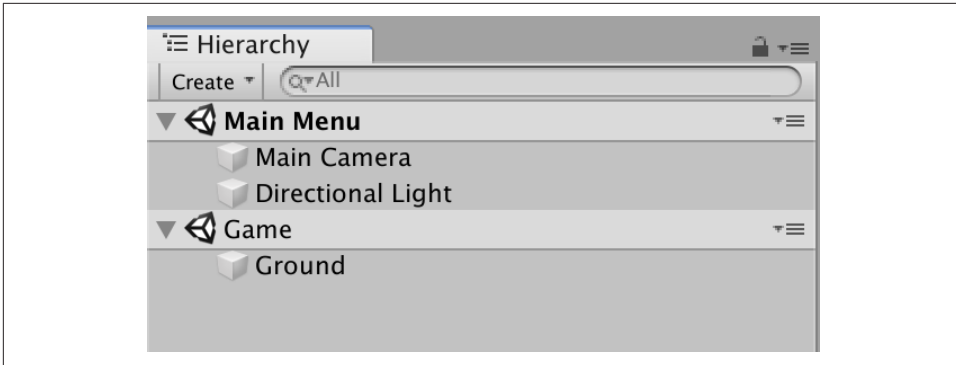 Hierarchy
Create All
Main Menu
Main Camera
Directional Light
Game
Ground